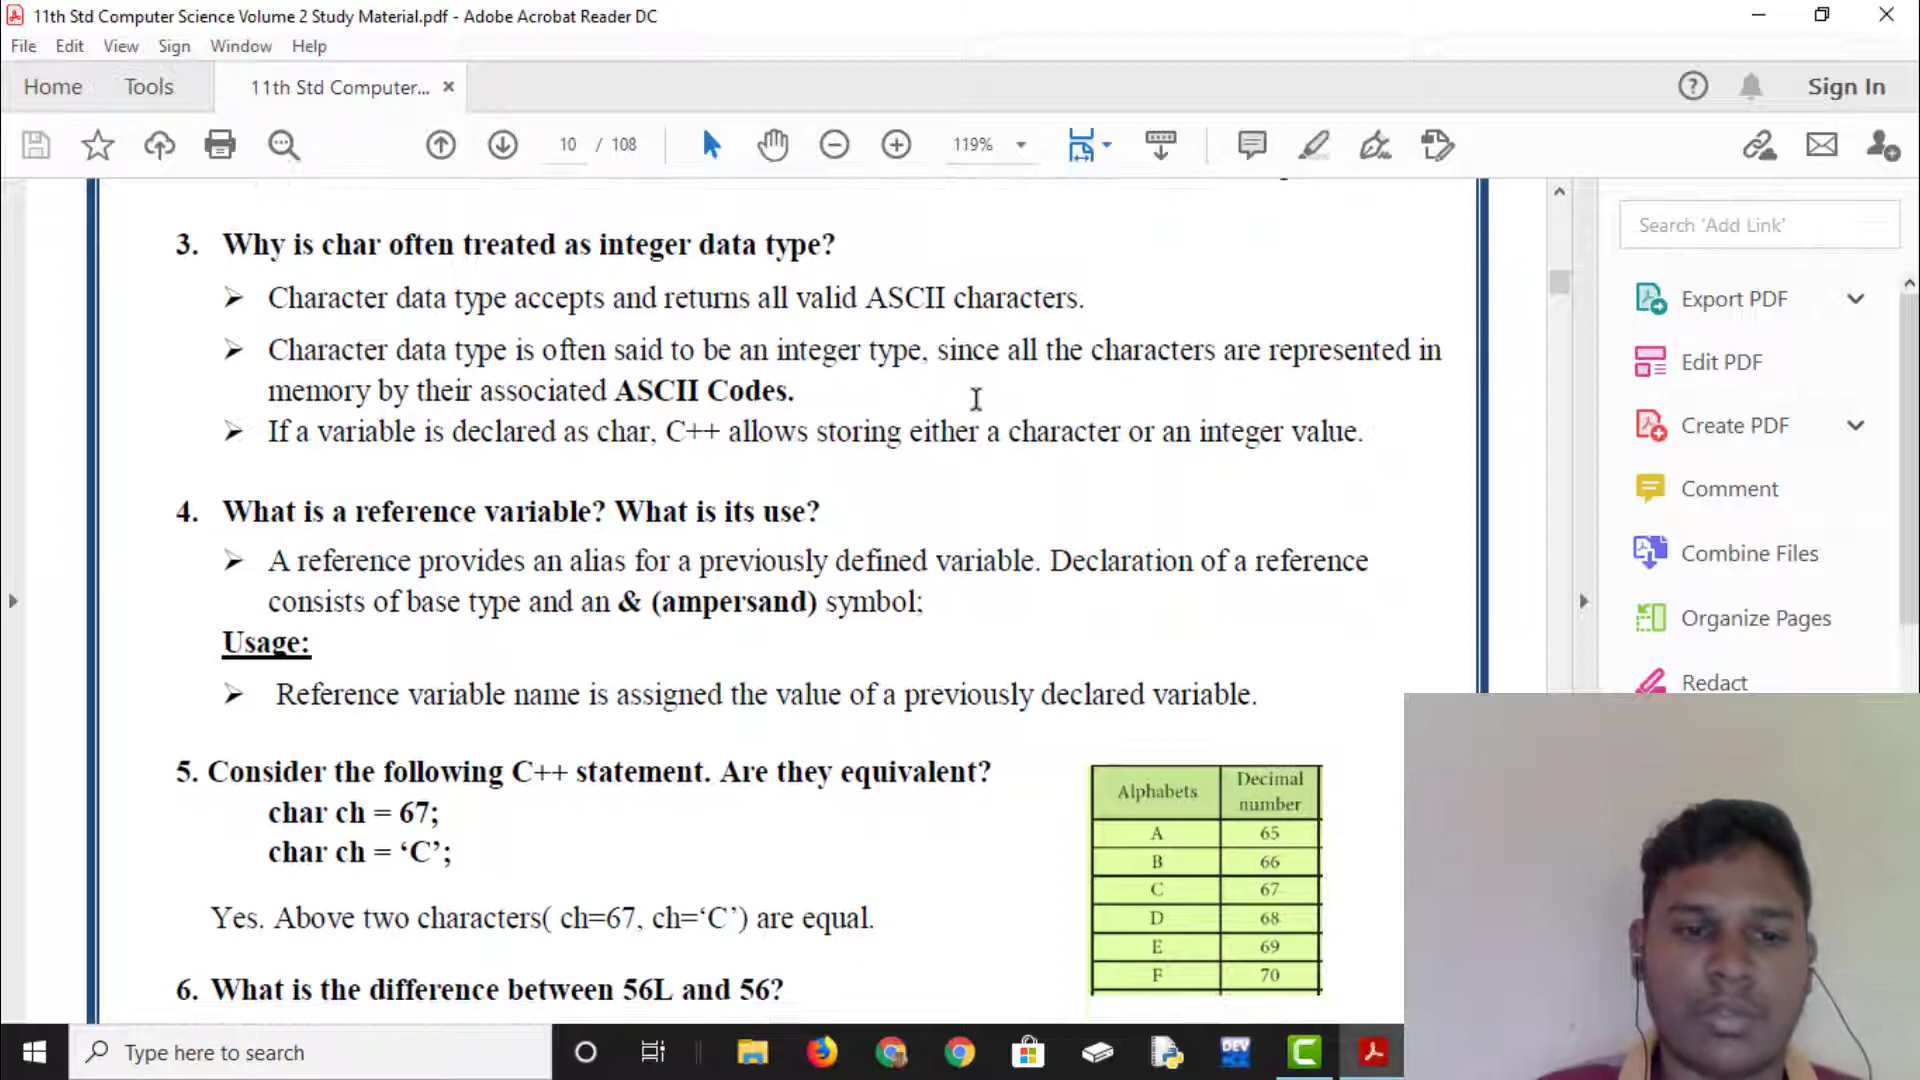 11th Std Computer Science Volume 2 Study Material.pdf - Adobe Acrobat Reader DC
File Edit View Sign Window Help
Home Tools 11th Std Computer... × Sign In
10 / 108 119%
Search 'Add Link'
Export PDF
Edit PDF
Create PDF
Comment
Combine Files
Organize Pages
Redact
3. Why is char often treated as integer data type?
➢ Character data type accepts and returns all valid ASCII characters.
➢ Character data type is often said to be an integer type, since all the characters are represented in
memory by their associated ASCII Codes.
➢ If a variable is declared as char, C++ allows storing either a character or an integer value.
4. What is a reference variable? What is its use?
➢ A reference provides an alias for a previously defined variable. Declaration of a reference
consists of base type and an & (ampersand) symbol;
Usage:
➢ Reference variable name is assigned the value of a previously declared variable.
5. Consider the following C++ statement. Are they equivalent?
char ch = 67;
char ch = ‘C’;
Yes. Above two characters( ch=67, ch=‘C’) are equal.
Alphabets Decimal number
A 65
B 66
C 67
D 68
E 69
F 70
6. What is the difference between 56L and 56?
Type here to search
DEV